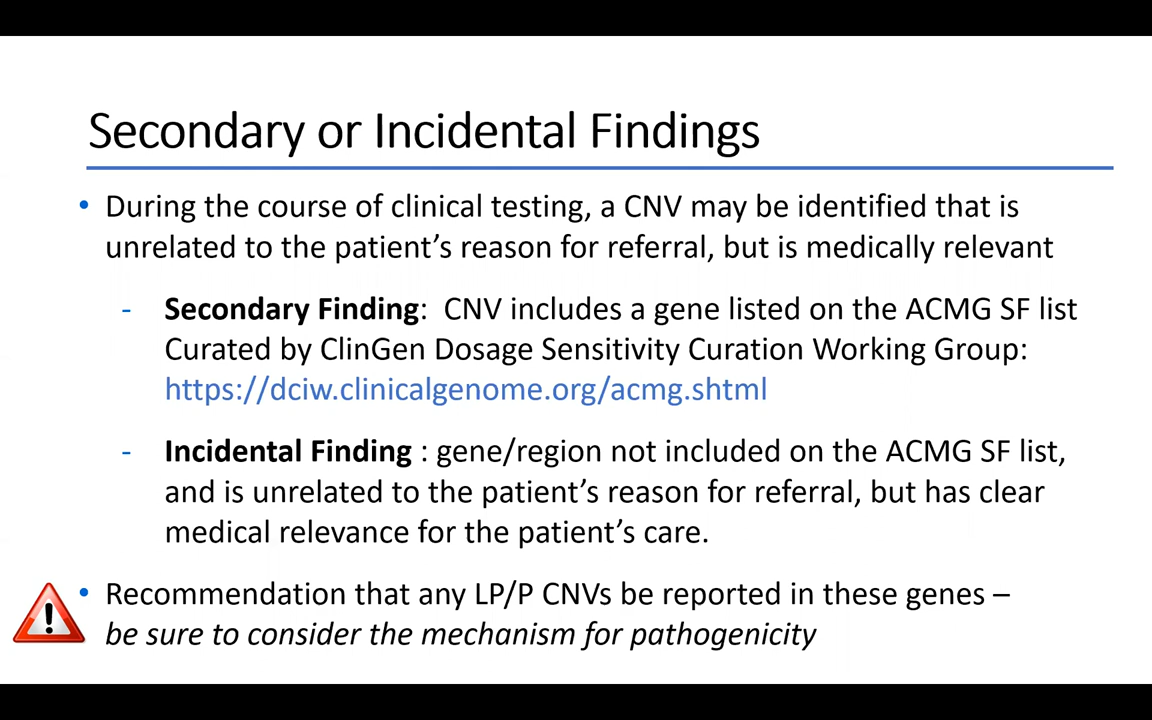 Secondary or Incidental Findings
• During the course of clinical testing, a CNV may be identified that is
unrelated to the patient’s reason for referral, but is medically relevant
- Secondary Finding: CNV includes a gene listed on the ACMG SF list
Curated by ClinGen Dosage Sensitivity Curation Working Group:
https://dciw.clinicalgenome.org/acmg.shtml
- Incidental Finding : gene/region not included on the ACMG SF list,
and is unrelated to the patient’s reason for referral, but has clear
medical relevance for the patient’s care.
• Recommendation that any LP/P CNVs be reported in these genes –
be sure to consider the mechanism for pathogenicity